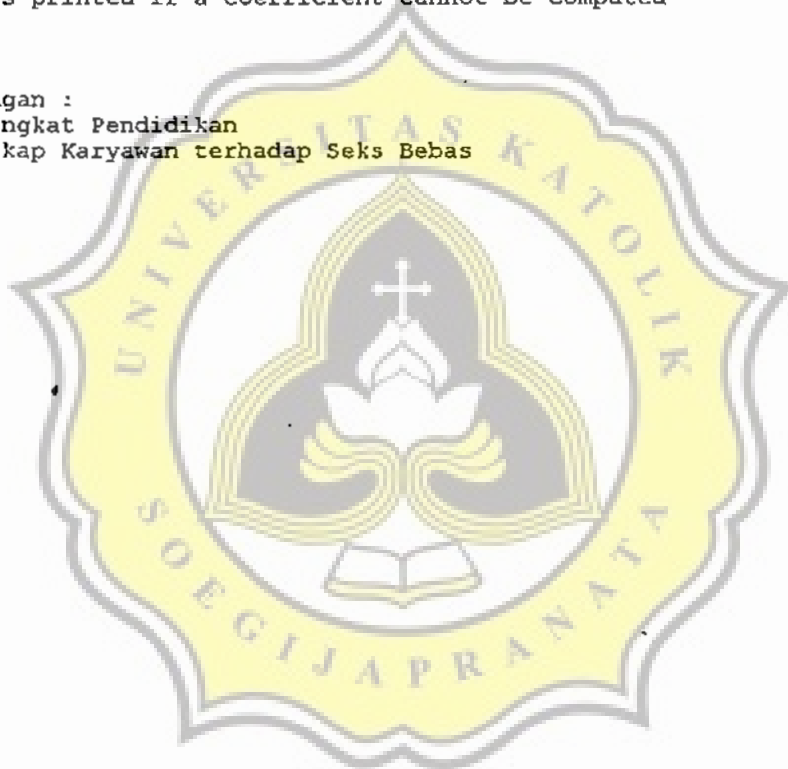 s printed if a coefficient cannot be computed
gan :
ngkat Pendidikan
kap Karyawan terhadap Seks Bebas
UNIVERSITAS KATOLIK
SOEGIJAPRANATA